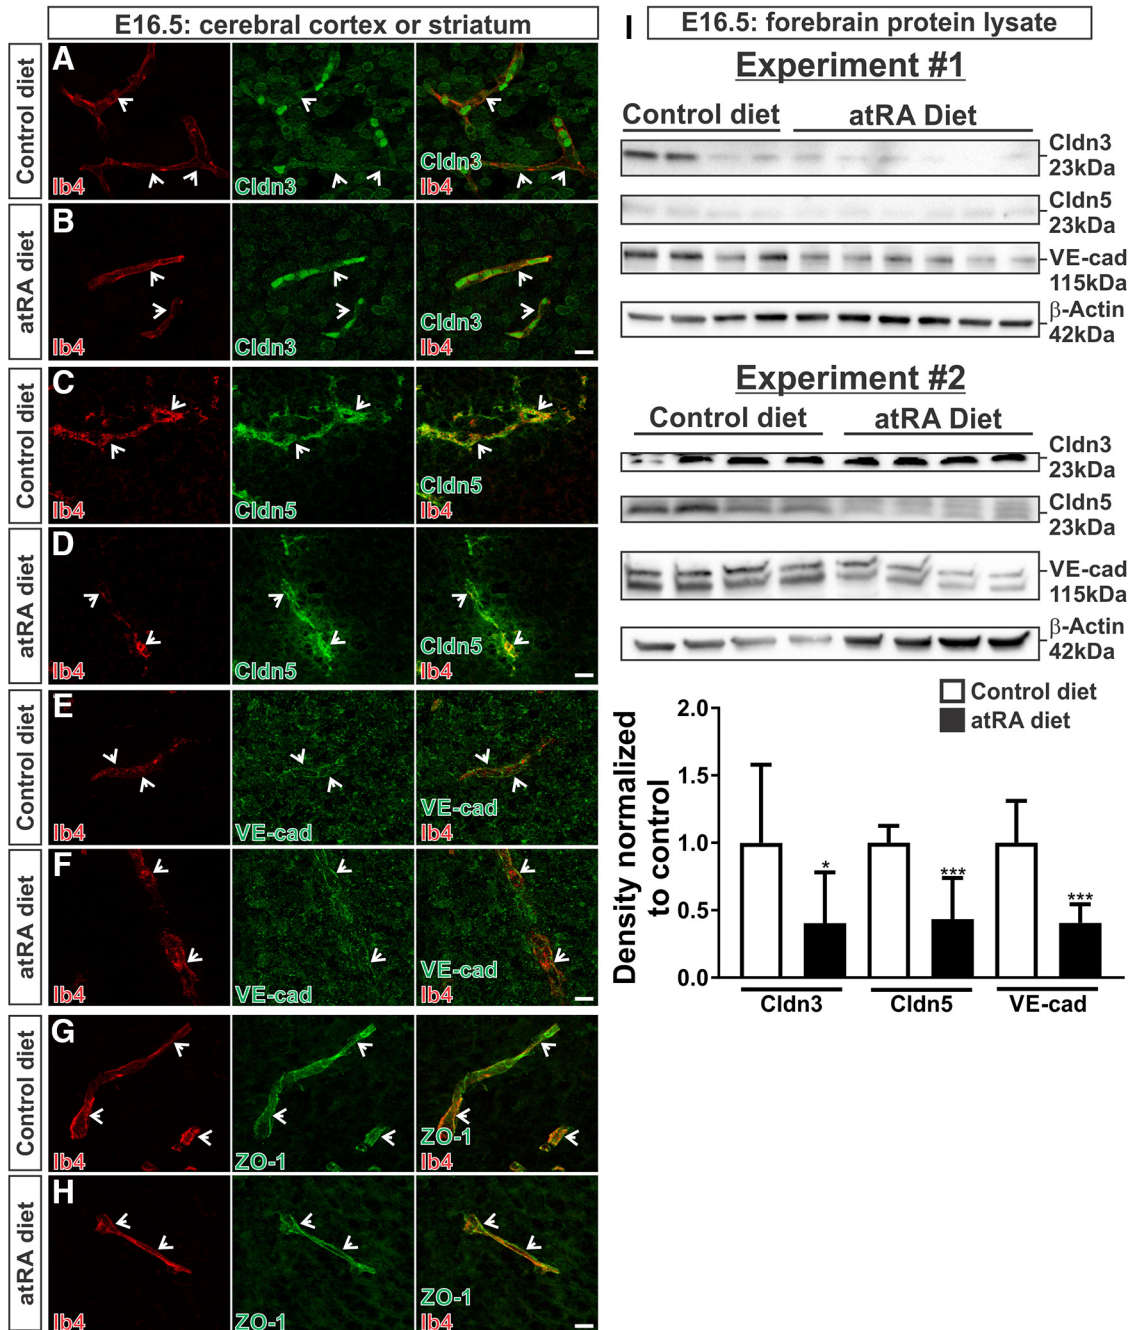 E16.5: cerebral cortex or striatum
A
Control diet
Ib4
Cldn3
Cldn3
Ib4
B
atRA diet
Ib4
Cldn3
Cldn3
Ib4
C
Control diet
Ib4
Cldn5
Cldn5
Ib4
D
atRA diet
Ib4
Cldn5
Cldn5
Ib4
E
Control diet
Ib4
VE-cad
VE-cad
Ib4
F
atRA diet
Ib4
VE-cad
VE-cad
Ib4
G
Control diet
Ib4
ZO-1
ZO-1
Ib4
H
atRA diet
Ib4
ZO-1
ZO-1
Ib4
I
E16.5: forebrain protein lysate
Experiment #1
Control diet
atRA Diet
Cldn3
23kDa
Cldn5
23kDa
VE-cad
115kDa
β-Actin
42kDa
Experiment #2
Control diet
atRA Diet
Cldn3
23kDa
Cldn5
23kDa
VE-cad
115kDa
β-Actin
42kDa
Control diet
atRA diet
Density normalized
to control
2.0
1.5
1.0
0.5
0.0
*
***
***
Cldn3
Cldn5
VE-cad